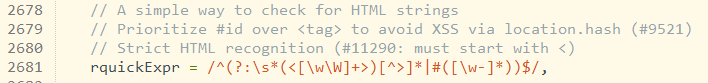 2678 // A simple way to check for HTML strings
2679 // Prioritize #id over <tag> to avoid XSS via location.hash (#9521)
2680 // Strict HTML recognition (#11290: must start with <)
2681 rquickExpr = /^(?:\s*(<[\w\W]+>)[^>]*|#([\w-]*))$/,